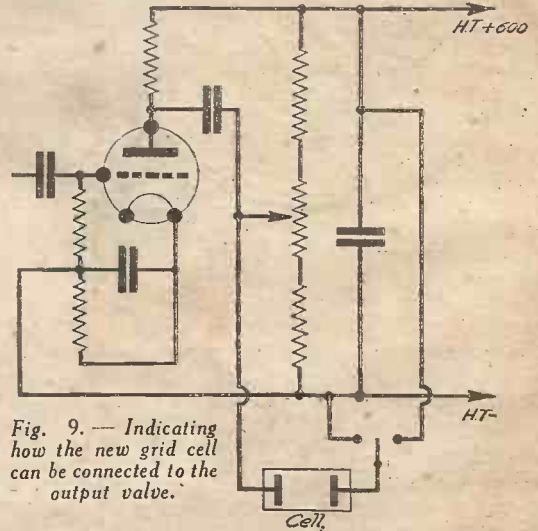 H.T+600
H.T-
Fig. 9. — Indicating
how the new grid cell
can be connected to the
output valve.
Cell.